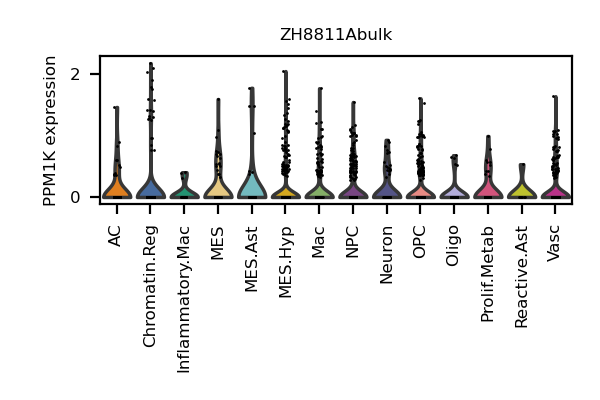 ZH8811Abulk
PPM1K expression
2
0
AC
Chromatin.Reg
Inflammatory.Mac
MES
MES.Ast
MES.Hyp
Mac
NPC
Neuron
OPC
Oligo
Prolif.Metab
Reactive.Ast
Vasc